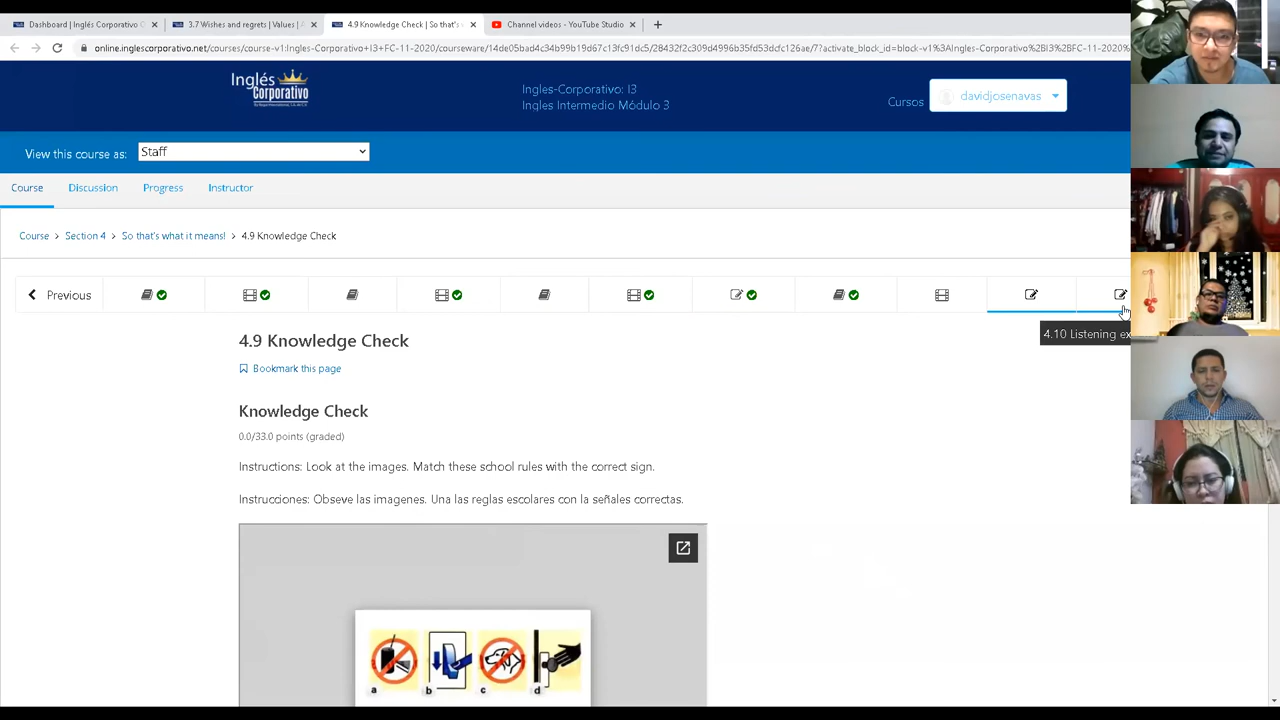 Dashboard | Inglés Corporativo
3.7 Wishes and regrets | Values |
4.9 Knowledge Check | So that's
Channel videos - YouTube Studio
online.inglescorporativo.net/courses/course-v1:Ingles-Corporativo+I3+FC-11-2020/courseware/14de05bad4c34b99b19d67c13fc91dc5/28432f2c309d4996b35fd53ddfc126ae/7?activate_block_id=block-v1%3AIngles-Corporativo%2BI3%2BFC-11-2020%
Inglés
Corporativo
Ingles-Corporativo: I3
Ingles Intermedio Módulo 3
Cursos
davidjosenavas
View this course as:
Staff
Course
Discussion
Progress
Instructor
Course > Section 4 > So that's what it means! > 4.9 Knowledge Check
Previous
4.10 Listening ex
4.9 Knowledge Check
Bookmark this page
Knowledge Check
0.0/33.0 points (graded)
Instructions: Look at the images. Match these school rules with the correct sign.
Instrucciones: Obseve las imagenes. Una las reglas escolares con la señales correctas.
a
b
c
d